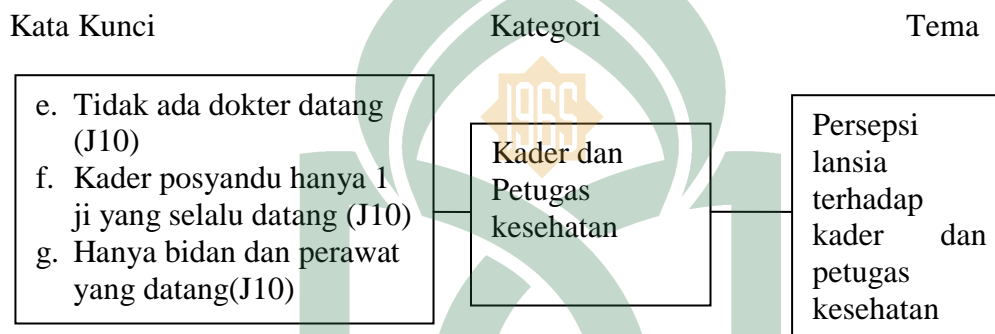 Kata Kunci Kategori Tema
e. Tidak ada dokter datang
(J10)
f. Kader posyandu hanya 1
ji yang selalu datang (J10)
g. Hanya bidan dan perawat
yang datang(J10)
Kader dan
Petugas
kesehatan
Persepsi
lansia
terhadap
kader dan
petugas
kesehatan
1965